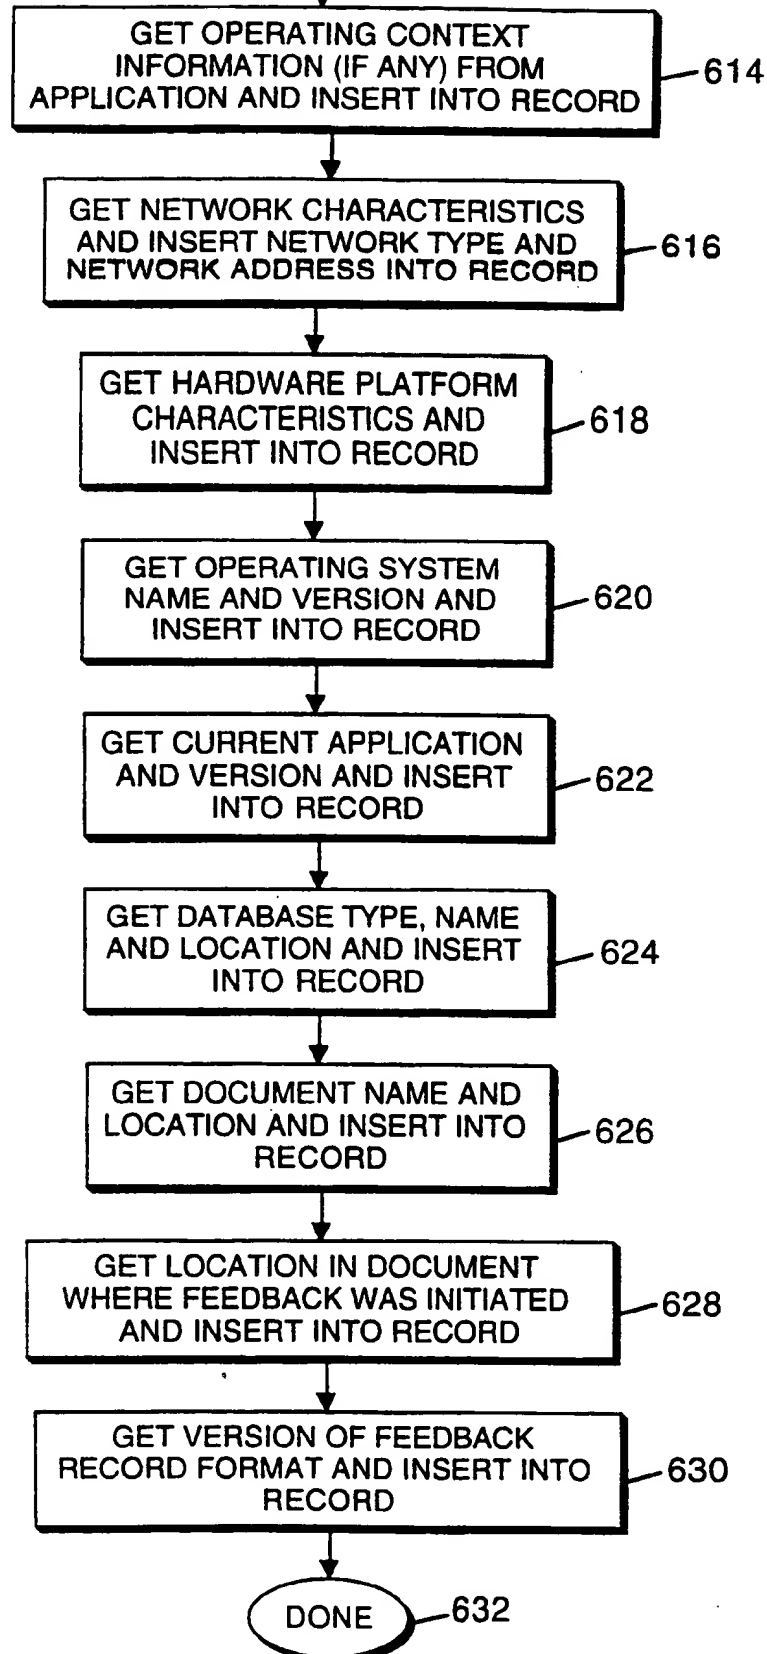 GET OPERATING CONTEXT
INFORMATION (IF ANY) FROM
APPLICATION AND INSERT INTO RECORD
614
GET NETWORK CHARACTERISTICS
AND INSERT NETWORK TYPE AND
NETWORK ADDRESS INTO RECORD
616
GET HARDWARE PLATFORM
CHARACTERISTICS AND
INSERT INTO RECORD
618
GET OPERATING SYSTEM
NAME AND VERSION AND
INSERT INTO RECORD
620
GET CURRENT APPLICATION
AND VERSION AND INSERT
INTO RECORD
622
GET DATABASE TYPE, NAME
AND LOCATION AND INSERT
INTO RECORD
624
GET DOCUMENT NAME AND
LOCATION AND INSERT INTO
RECORD
626
GET LOCATION IN DOCUMENT
WHERE FEEDBACK WAS INITIATED
AND INSERT INTO RECORD
628
GET VERSION OF FEEDBACK
RECORD FORMAT AND INSERT INTO
RECORD
630
DONE
632